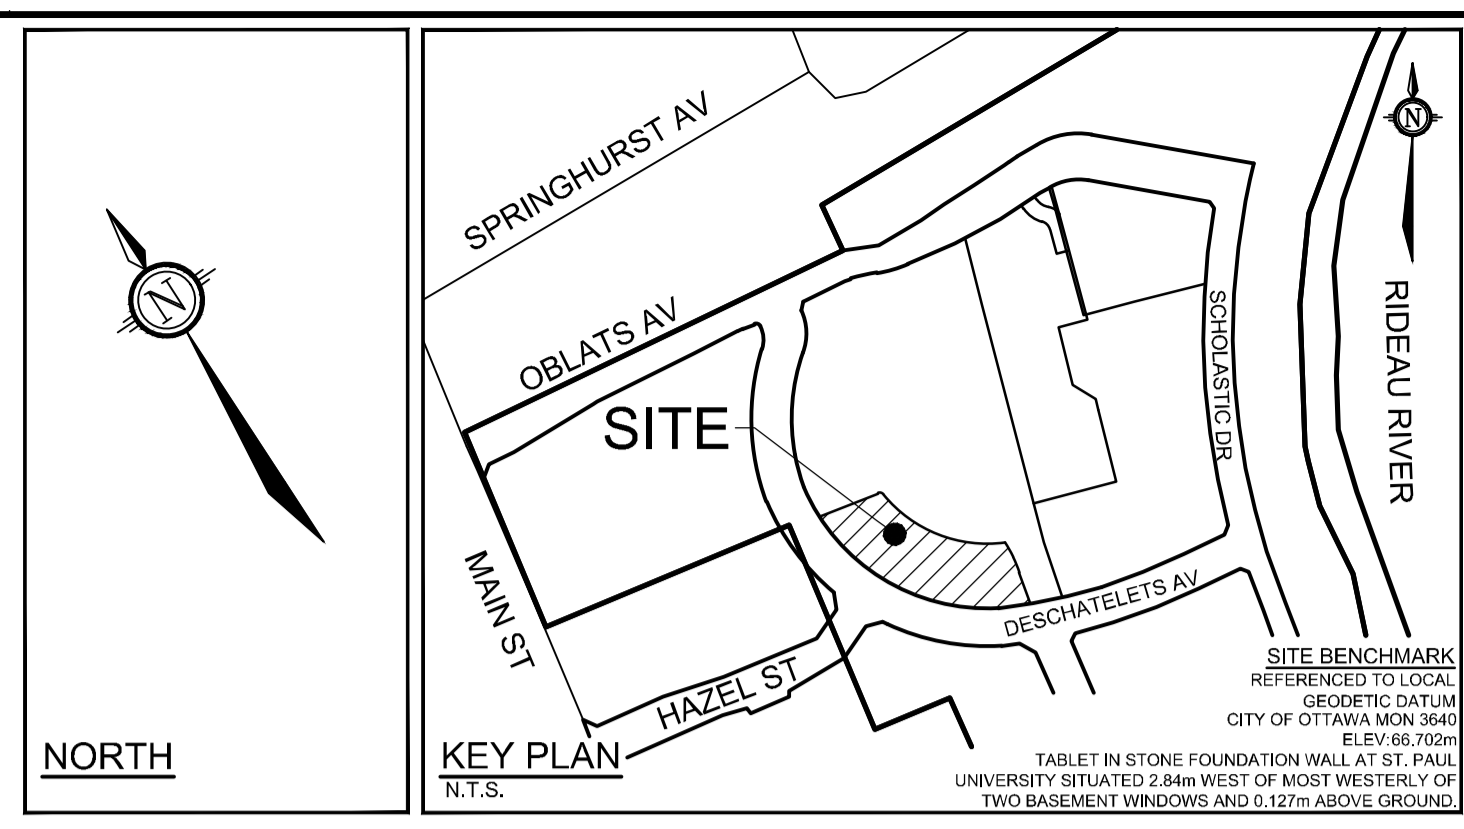 N
NORTH
SPRINGHURST AV
N
OBLATS AV
SCHOLASTIC DR
RIDEAU RIVER
SITE
MAIN ST
DESCHATELETS AV
HAZEL ST
KEY PLAN
N.T.S.
SITE BENCHMARK
REFERENCED TO LOCAL
GEODETIC DATUM
CITY OF OTTAWA MON 3640
ELEV:66.702m
TABLET IN STONE FOUNDATION WALL AT ST. PAUL
UNIVERSITY SITUATED 2.84m WEST OF MOST WESTERLY OF
TWO BASEMENT WINDOWS AND 0.127m ABOVE GROUND.